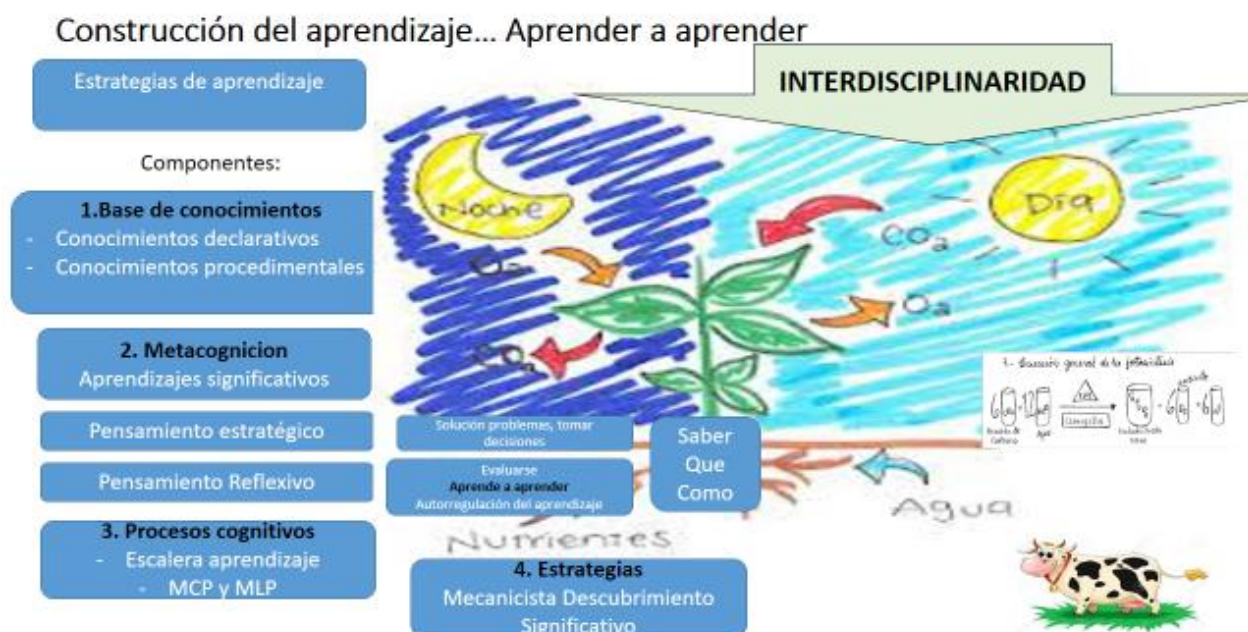 Construcción del aprendizaje... Aprender a aprender
INTERDISCIPLINARIDAD
Estrategias de aprendizaje
Componentes:
1.Base de conocimientos
- Conocimientos declarativos
- Conocimientos procedimentales
2. Metacognicion
Aprendizajes significativos
Pensamiento estratégico
Pensamiento Reflexivo
3. Procesos cognitivos
- Escalera aprendizaje
- MCP y MLP
Solución problemas, tomar
decisiones
Evaluarse
Aprende a aprender
Autorregulación del aprendizaje
Saber
Que
Como
4. Estrategias
Mecanicista Descubrimiento
Significativo
Noche
O2
CO2
Día
CO2
O2
Agua
Nutrientes